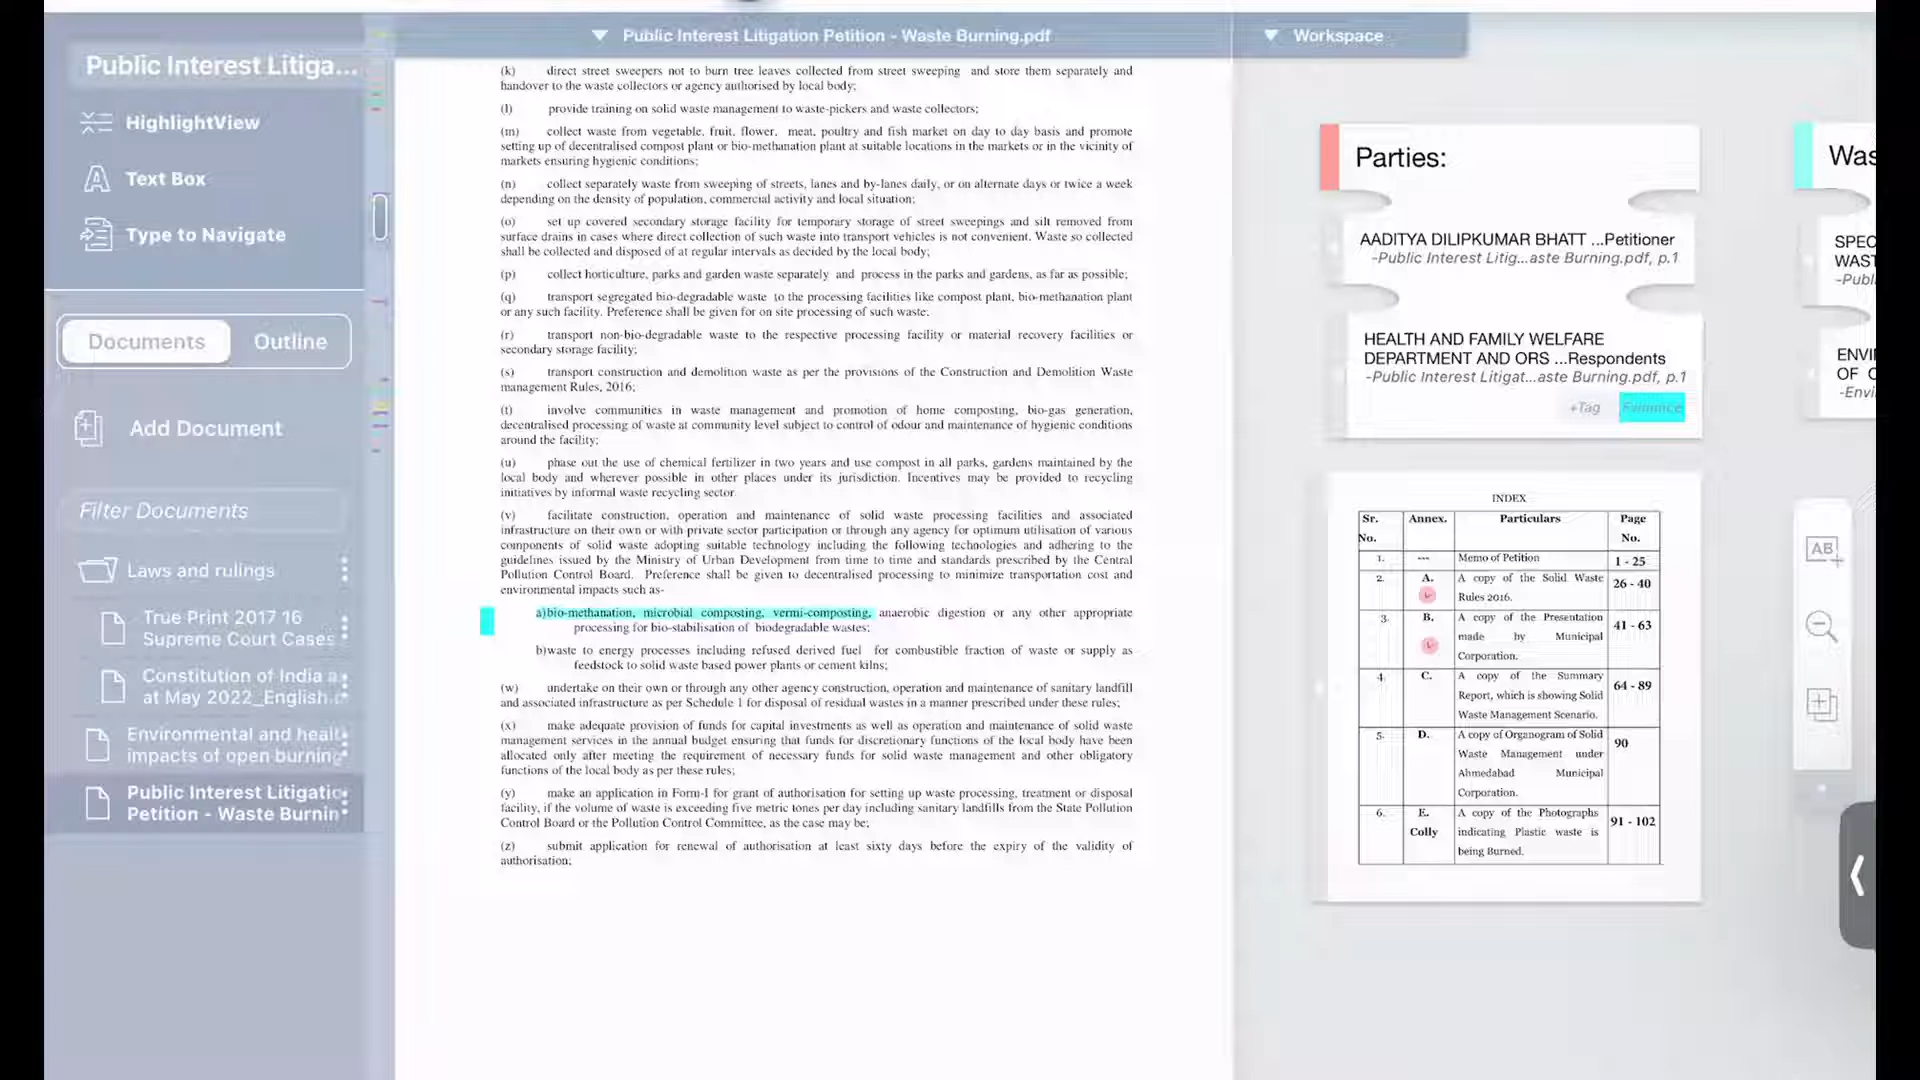 Public Interest Litiga...
HighlightView
Text Box
Type to Navigate
Documents
Outline
Add Document
Filter Documents
Laws and rulings
True Print 2017 16
Supreme Court Cases
Constitution of India a
at May 2022_English.
Environmental and healt
impacts of open burning
Public Interest Litigatic
Petition - Waste Burnin
Public Interest Litigation Petition - Waste Burning.pdf
(k) direct street sweepers not to burn tree leaves collected from street sweeping and store them separately and
handover to the waste collectors or agency authorised by local body;
(l) provide training on solid waste management to waste-pickers and waste collectors;
(m) collect waste from vegetable, fruit, flower, meat, poultry and fish market on day to day basis and promote
setting up of decentralised compost plant or bio-methanation plant at suitable locations in the markets or in the vicinity of
markets ensuring hygienic conditions;
(n) collect separately waste from sweeping of streets, lanes and by-lanes daily, or on alternate days or twice a week
depending on the density of population, commercial activity and local situation;
(o) set up covered secondary storage facility for temporary storage of street sweepings and silt removed from
surface drains in cases where direct collection of such waste into transport vehicles is not convenient. Waste so collected
shall be collected and disposed of at regular intervals as decided by the local body;
(p) collect horticulture, parks and garden waste separately and process in the parks and gardens, as far as possible;
(q) transport segregated bio-degradable waste to the processing facilities like compost plant, bio-methanation plant
or any such facility. Preference shall be given for on site processing of such waste;
(r) transport non-bio-degradable waste to the respective processing facility or material recovery facilities or
secondary storage facility;
(s) transport construction and demolition waste as per the provisions of the Construction and Demolition Waste
management Rules, 2016;
(t) involve communities in waste management and promotion of home composting, bio-gas generation,
decentralised processing of waste at community level subject to control of odour and maintenance of hygienic conditions
around the facility;
(u) phase out the use of chemical fertilizer in two years and use compost in all parks, gardens maintained by the
local body and wherever possible in other places under its jurisdiction. Incentives may be provided to recycling
initiatives by informal waste recycling sector.
(v) facilitate construction, operation and maintenance of solid waste processing facilities and associated
infrastructure on their own or with private sector participation or through any agency for optimum utilisation of various
components of solid waste adopting suitable technology including the following technologies and adhering to the
guidelines issued by the Ministry of Urban Development from time to time and standards prescribed by the Central
Pollution Control Board. Preference shall be given to decentralised processing to minimize transportation cost and
environmental impacts such as-
a)bio-methanation, microbial composting, vermi-composting, anaerobic digestion or any other appropriate
processing for bio-stabilisation of biodegradable wastes;
b)waste to energy processes including refused derived fuel for combustible fraction of waste or supply as
feedstock to solid waste based power plants or cement kilns;
(w) undertake on their own or through any other agency construction, operation and maintenance of sanitary landfill
and associated infrastructure as per Schedule 1 for disposal of residual wastes in a manner prescribed under these rules;
(x) make adequate provision of funds for capital investments as well as operation and maintenance of solid waste
management services in the annual budget ensuring that funds for discretionary functions of the local body have been
allocated only after meeting the requirement of necessary funds for solid waste management and other obligatory
functions of the local body as per these rules;
(y) make an application in Form-I for grant of authorisation for setting up waste processing, treatment or disposal
facility, if the volume of waste is exceeding five metric tones per day including sanitary landfills from the State Pollution
Control Board or the Pollution Control Committee, as the case may be;
(z) submit application for renewal of authorisation at least sixty days before the expiry of the validity of
authorisation;
Workspace
Parties:
AADITYA DILIPKUMAR BHATT ...Petitioner
-Public Interest Litig...aste Burning.pdf, p.1
HEALTH AND FAMILY WELFARE
DEPARTMENT AND ORS ...Respondents
-Public Interest Litigat...aste Burning.pdf, p.1
+Tag
INDEX
Sr. No. Annex. Particulars Page No.
1. --- Memo of Petition 1 - 25
2. A. A copy of the Solid Waste 26 - 40
Rules 2016.
3. B. A copy of the Presentation 41 - 63
made by Municipal
Corporation.
4. C. A copy of the Summary 64 - 89
Report, which is showing Solid
Waste Management Scenario.
5. D. A copy of Organogram of Solid 90
Waste Management under
Ahmedabad Municipal
Corporation.
6. E. A copy of the Photographs 91 - 102
Colly indicating Plastic waste is
being Burned.
Was
SPEC
WAST
-Publ
ENVI
OF C
-Envi
AB